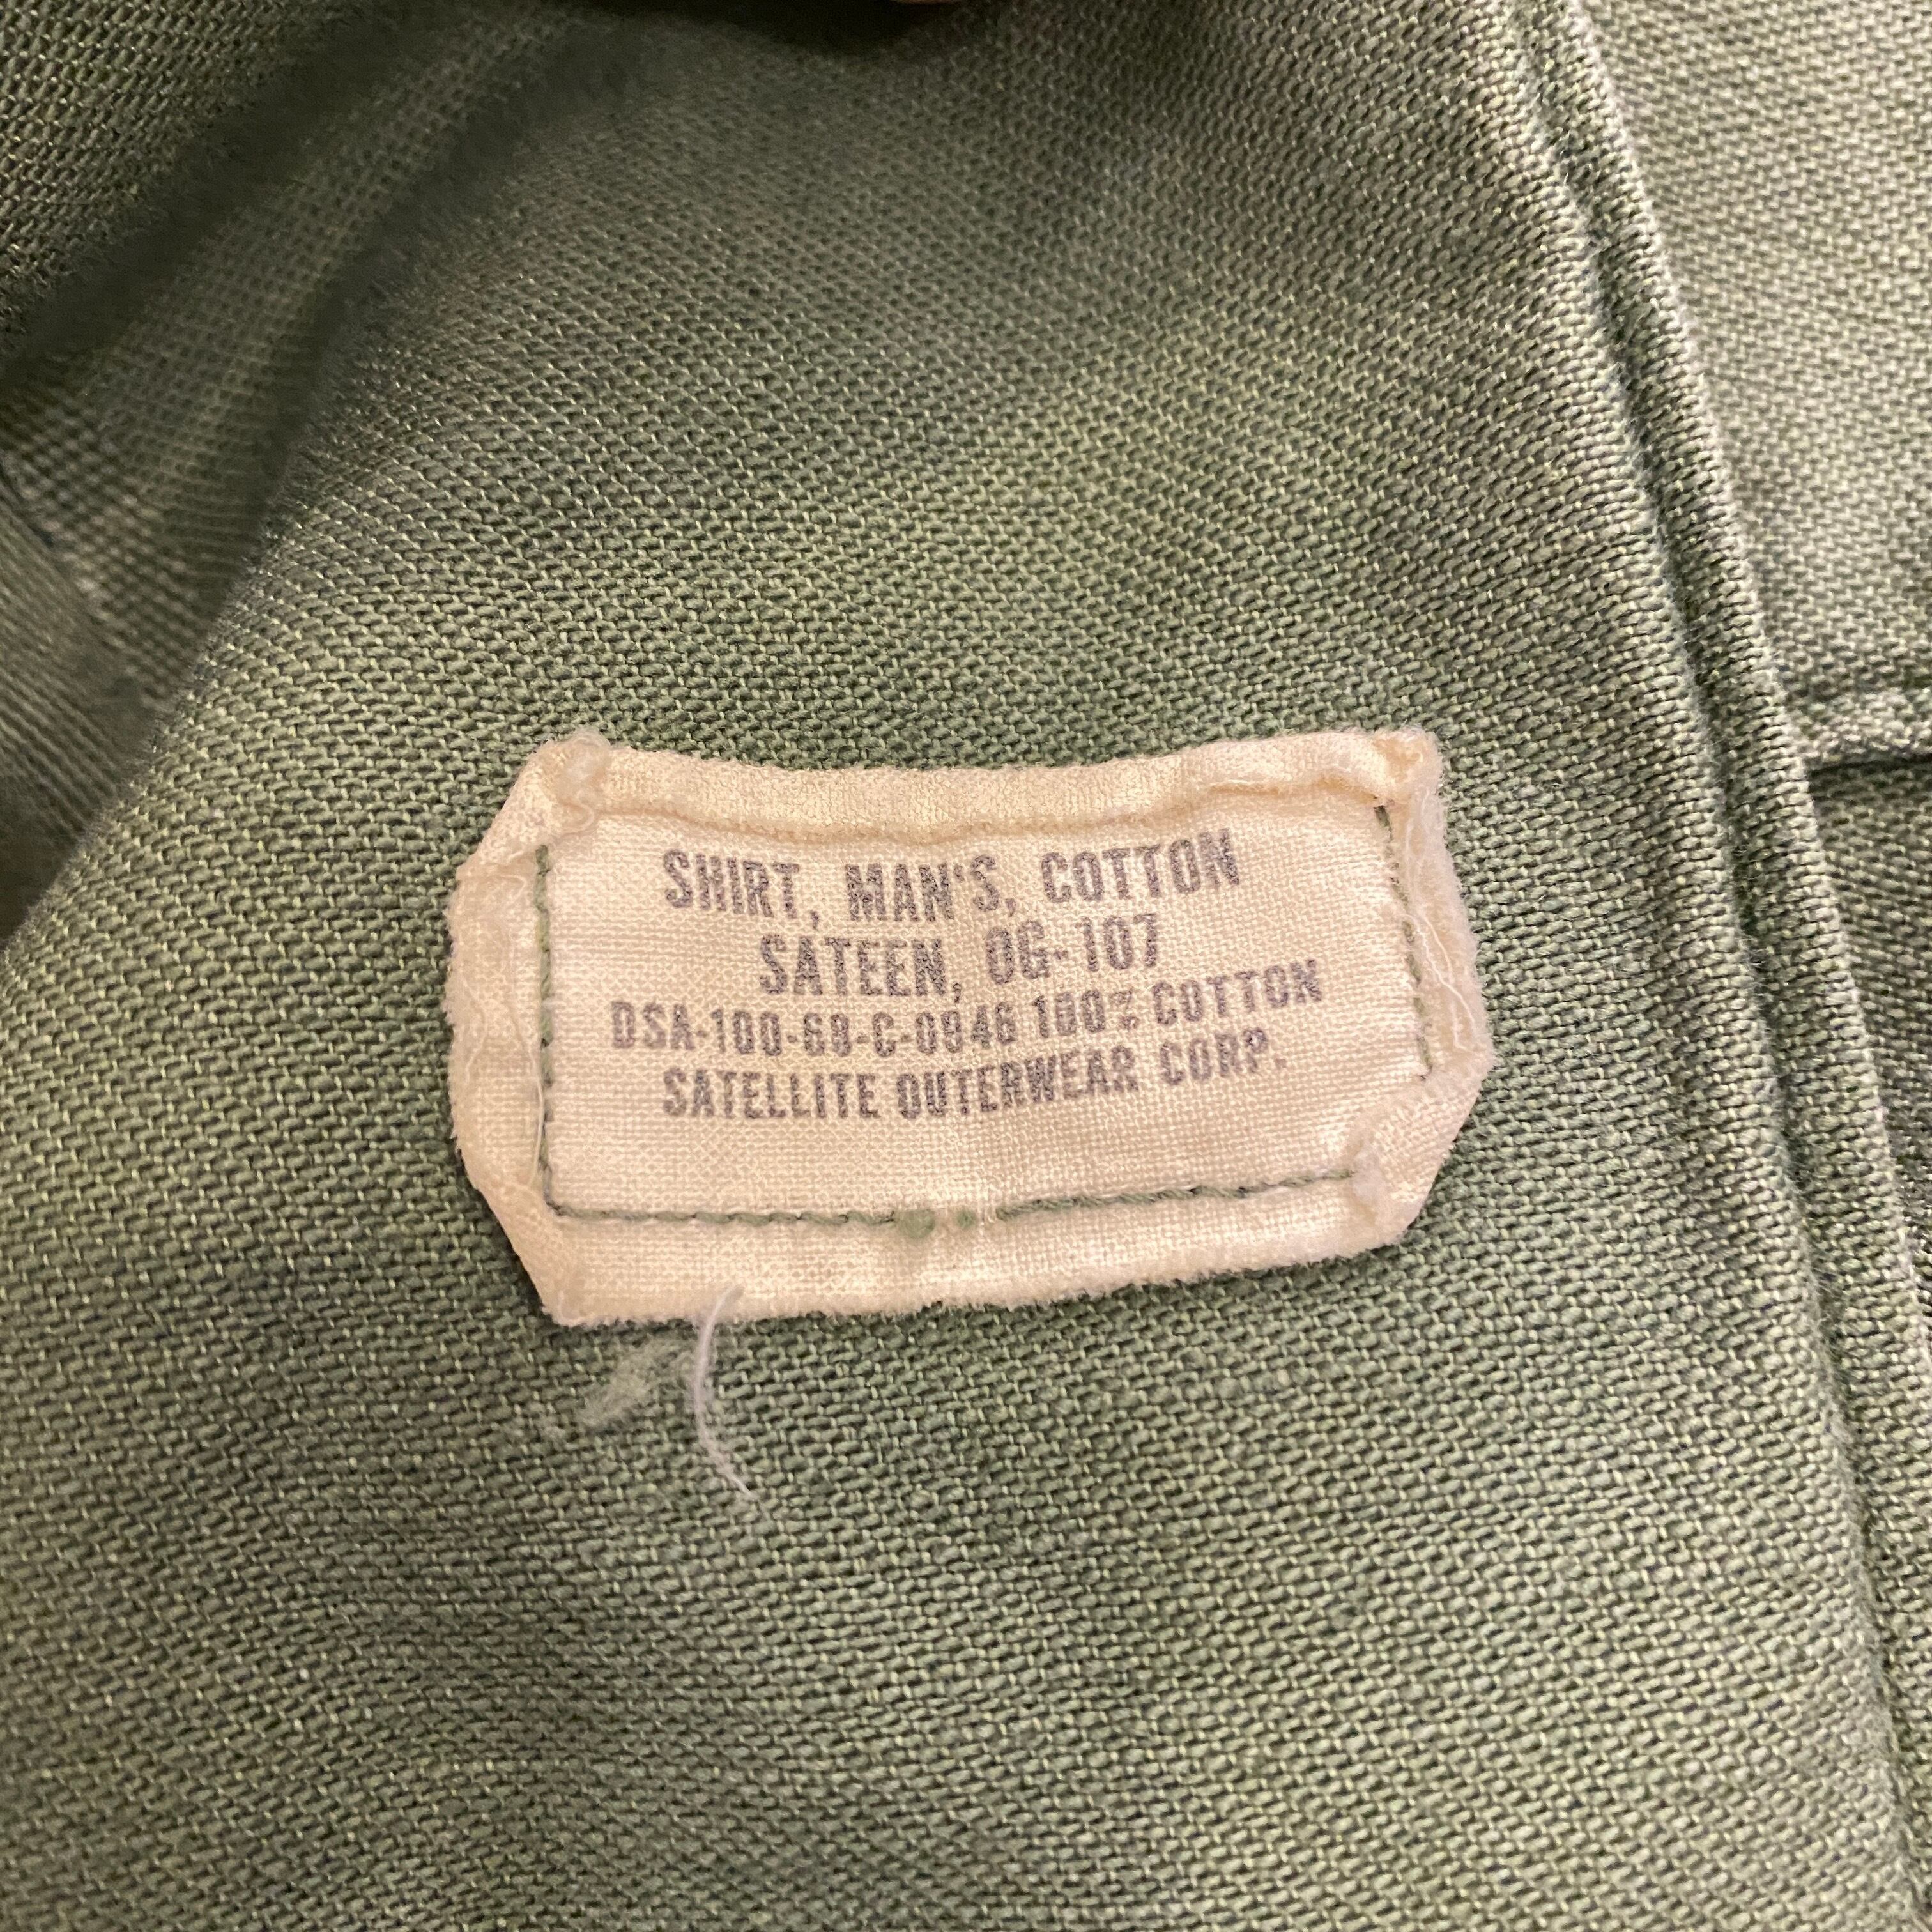 SHIRT, MAN'S, COTTON
SATEEN, OG-107
DSA-100-68-C-0946 100% COTTON
SATELLITE OUTERWEAR CORP.